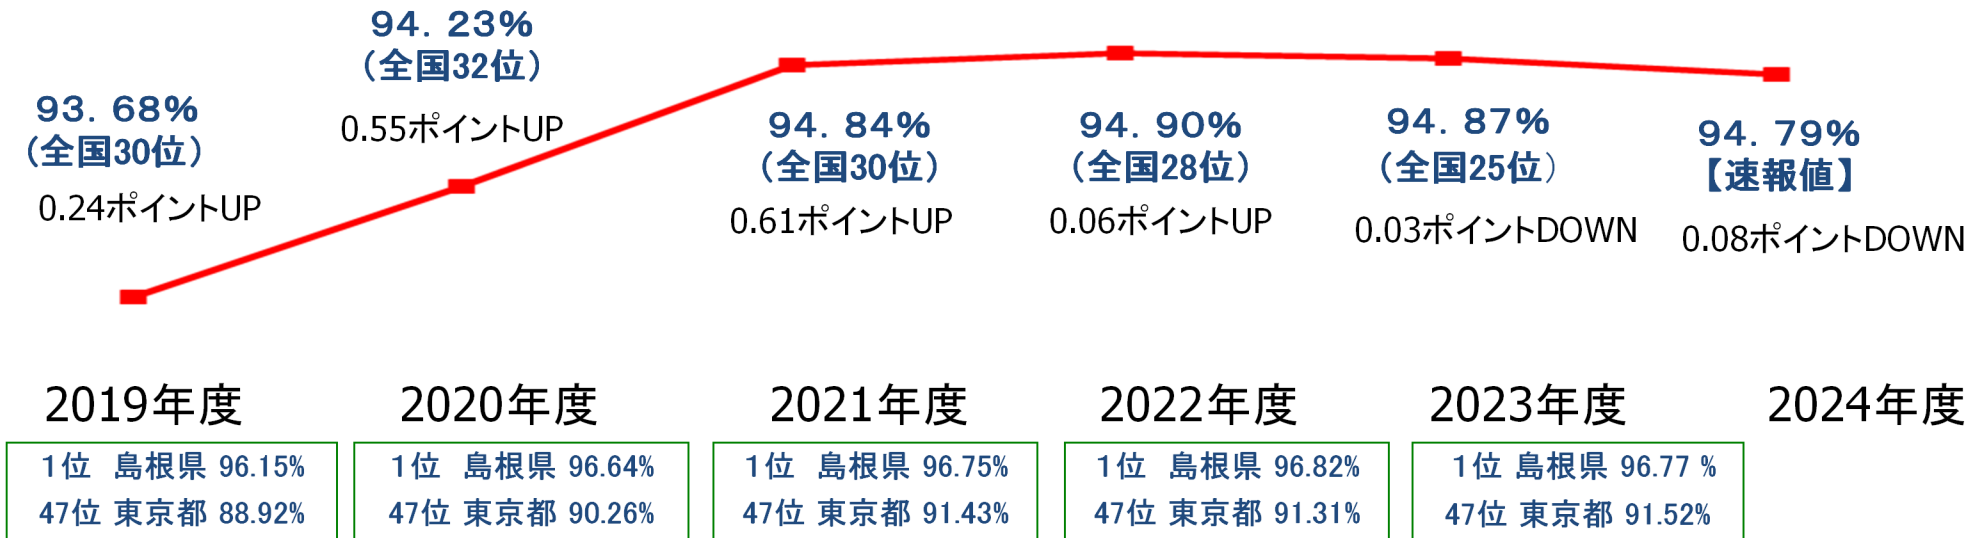 93.68%
(全国30位)
0.24ポイントUP
94.23%
(全国32位)
0.55ポイントUP
94.84%
(全国30位)
0.61ポイントUP
94.90%
(全国28位)
0.06ポイントUP
94.87%
(全国25位)
0.03ポイントDOWN
94.79%
【速報値】
0.08ポイントDOWN
2019年度
2020年度
2021年度
2022年度
2023年度
2024年度
1位 島根県 96.15%
47位 東京都 88.92%
1位 島根県 96.64%
47位 東京都 90.26%
1位 島根県 96.75%
47位 東京都 91.43%
1位 島根県 96.82%
47位 東京都 91.31%
1位 島根県 96.77 %
47位 東京都 91.52%